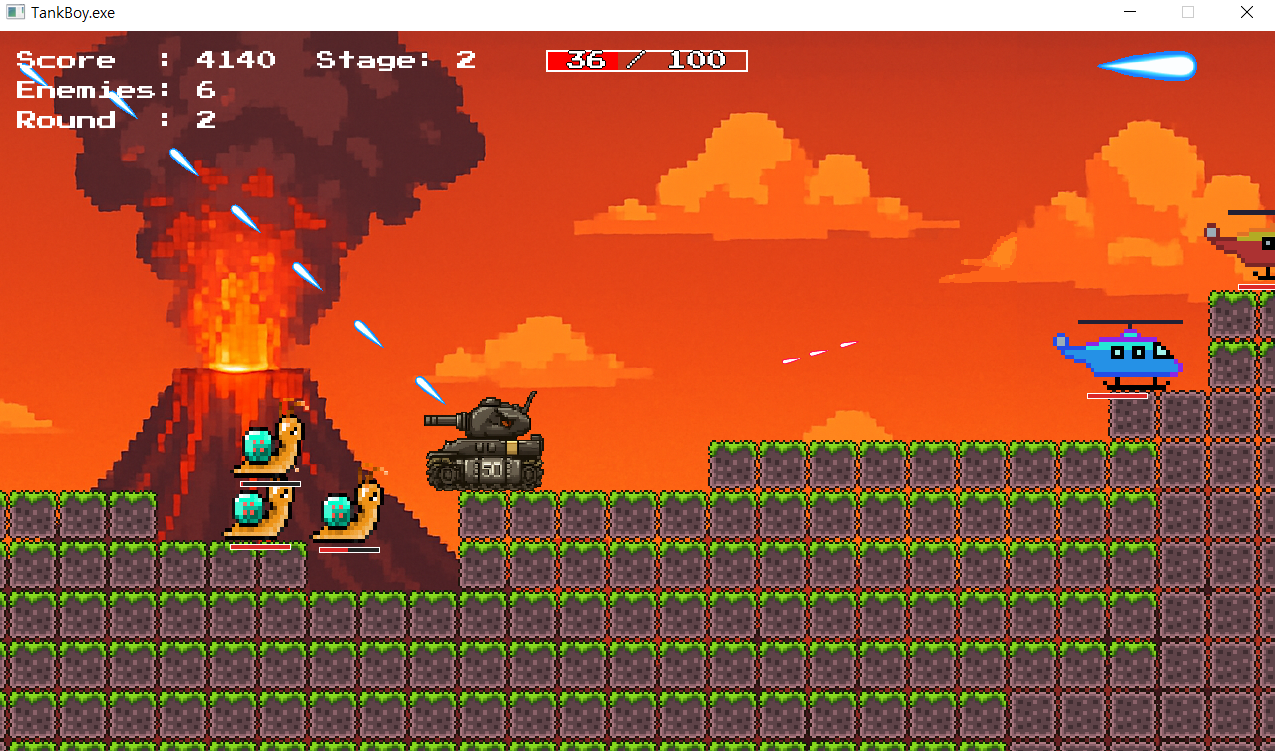 TankBoy.exe
Score : 4140 Stage: 2
36 / 100
Enemies: 6
Round : 2
50